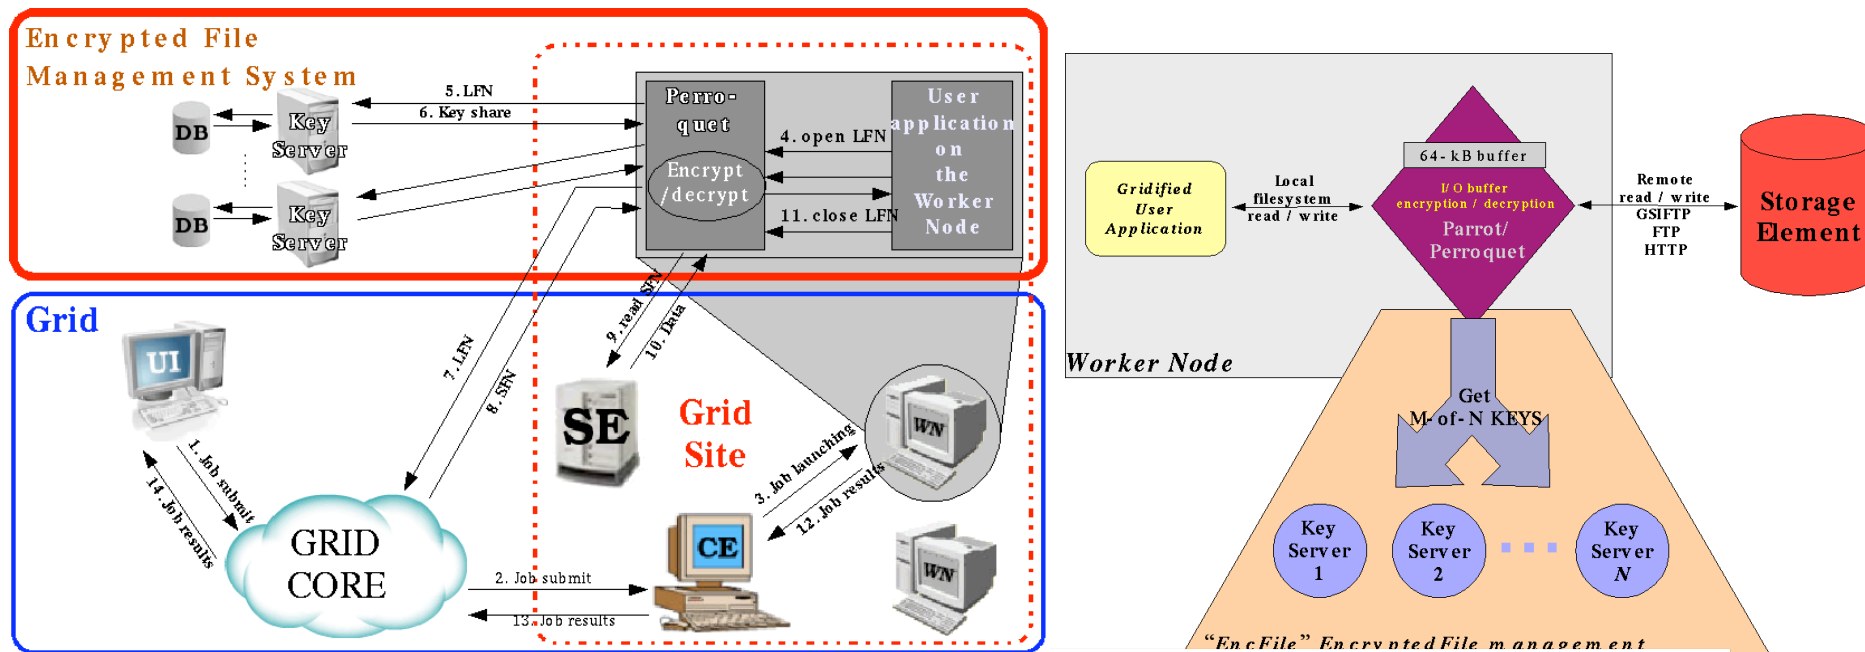 Encrypted File
Management System
DB
Key
Server
DB
Key
Server
5. LFN
6. Key share
Perro-
quet
Encrypt
/decrypt
4. open LFN
11. close LFN
User
application
on
the
Worker
Node
Grid
UI
1. Job submit
14. Job results
GRID
CORE
7. LFN
8. SFN
9. read SFN
10. Data
SE
Grid
Site
WN
3. Job launching
12. Job results
CE
WN
2. Job submit
13. Job results
Gridified
User
Application
Local
filesystem
read / write
64- kB buffer
I/O buffer
encryption / decryption
Parrot/
Perroquet
Remote
read / write
GSIFTP
FTP
HTTP
Storage
Element
Worker Node
Get
M- of- N KEYS
Key
Server
1
Key
Server
2
Key
Server
N
“EncFile” EncryptedFile management